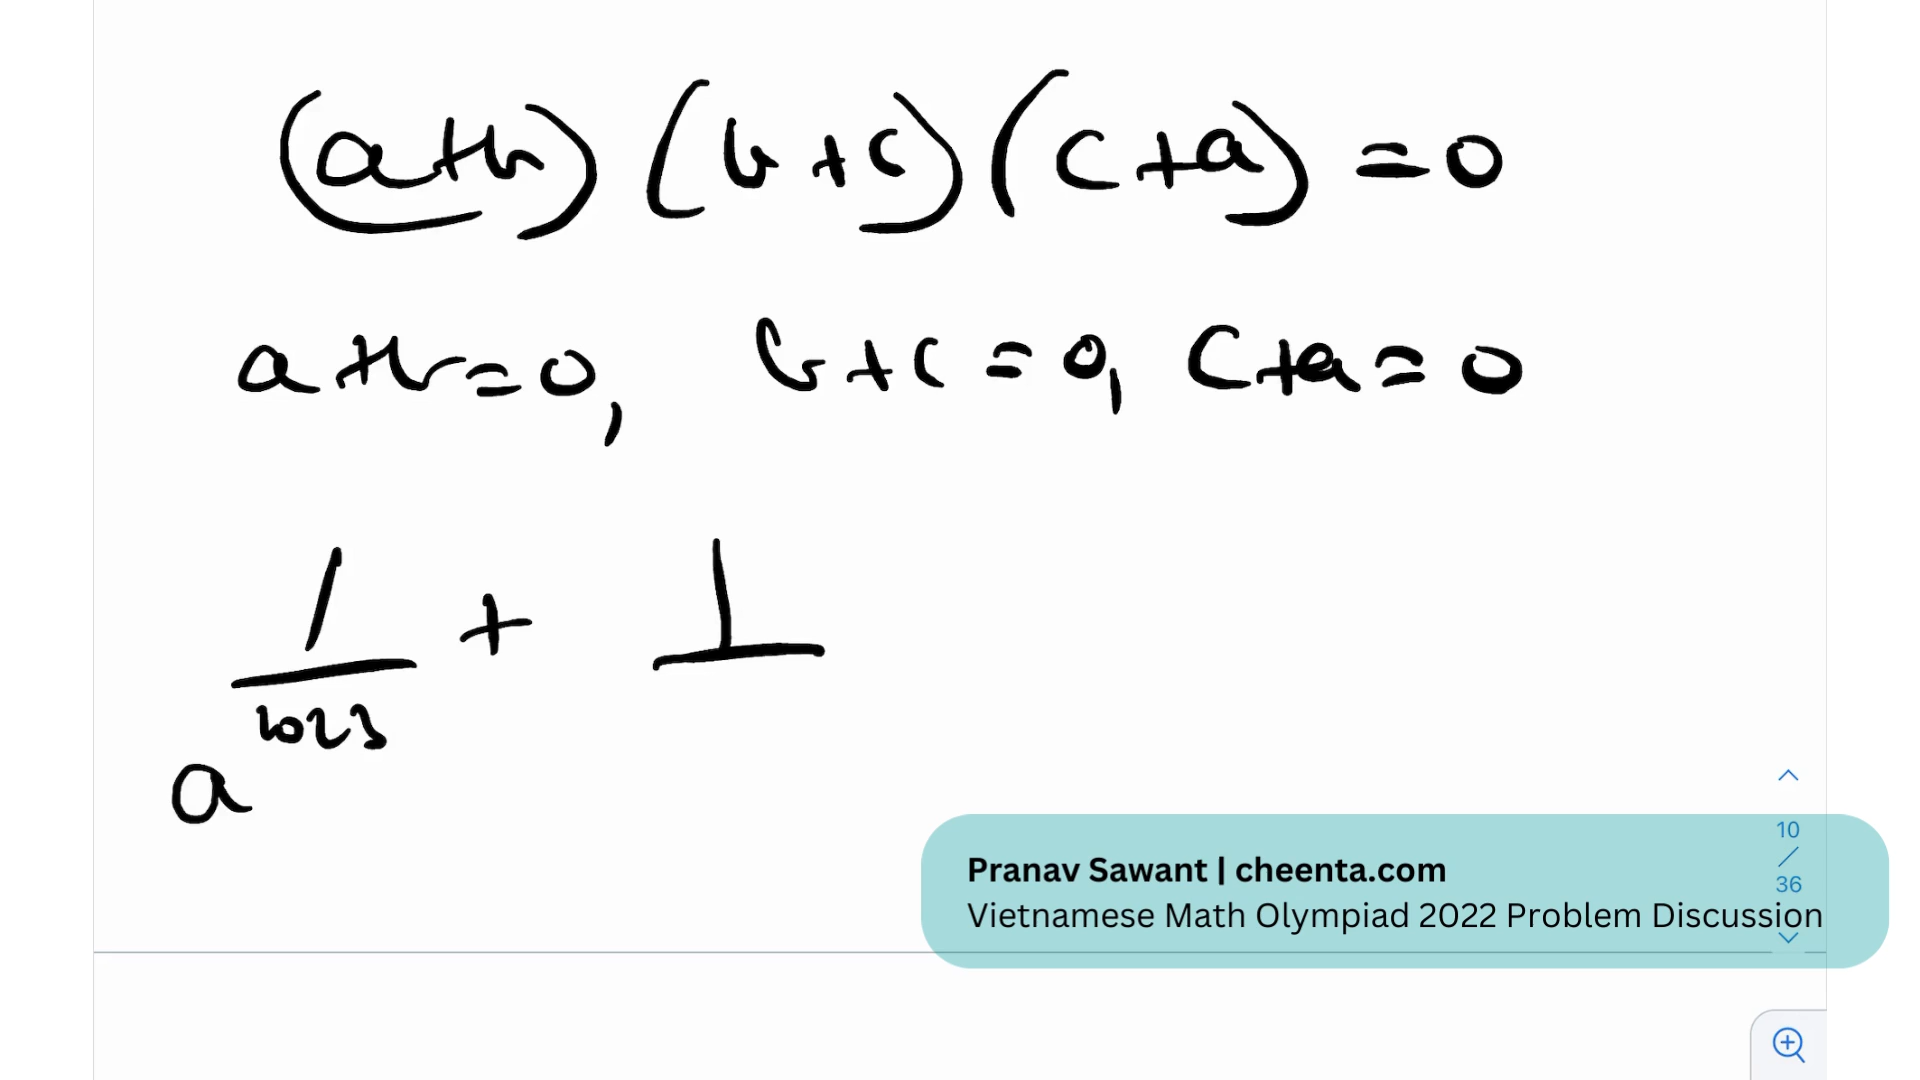 (a+b) (b+c) (c+a) = 0
a+b=0, b+c=0, c+a=0
1/a^2023 + 1/
10
/
36
Pranav Sawant | cheenta.com
Vietnamese Math Olympiad 2022 Problem Discussion